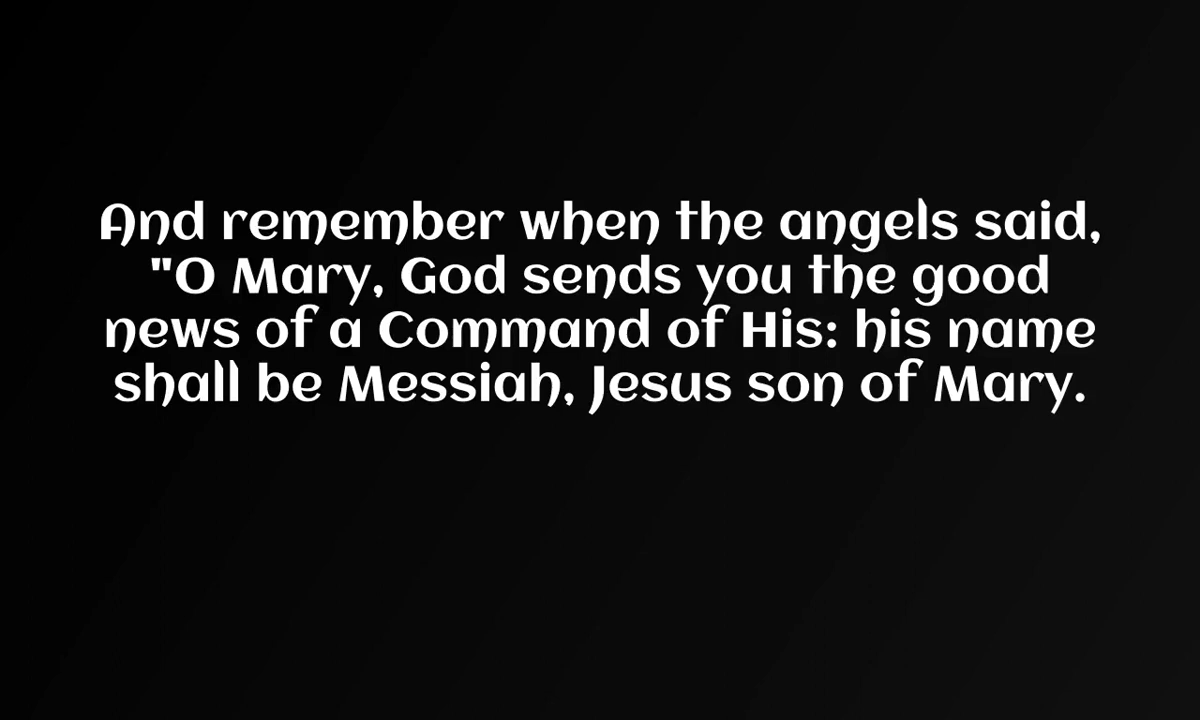 And remember when the angels said,
"O Mary, God sends you the good
news of a Command of His: his name
shall be Messiah, Jesus son of Mary.